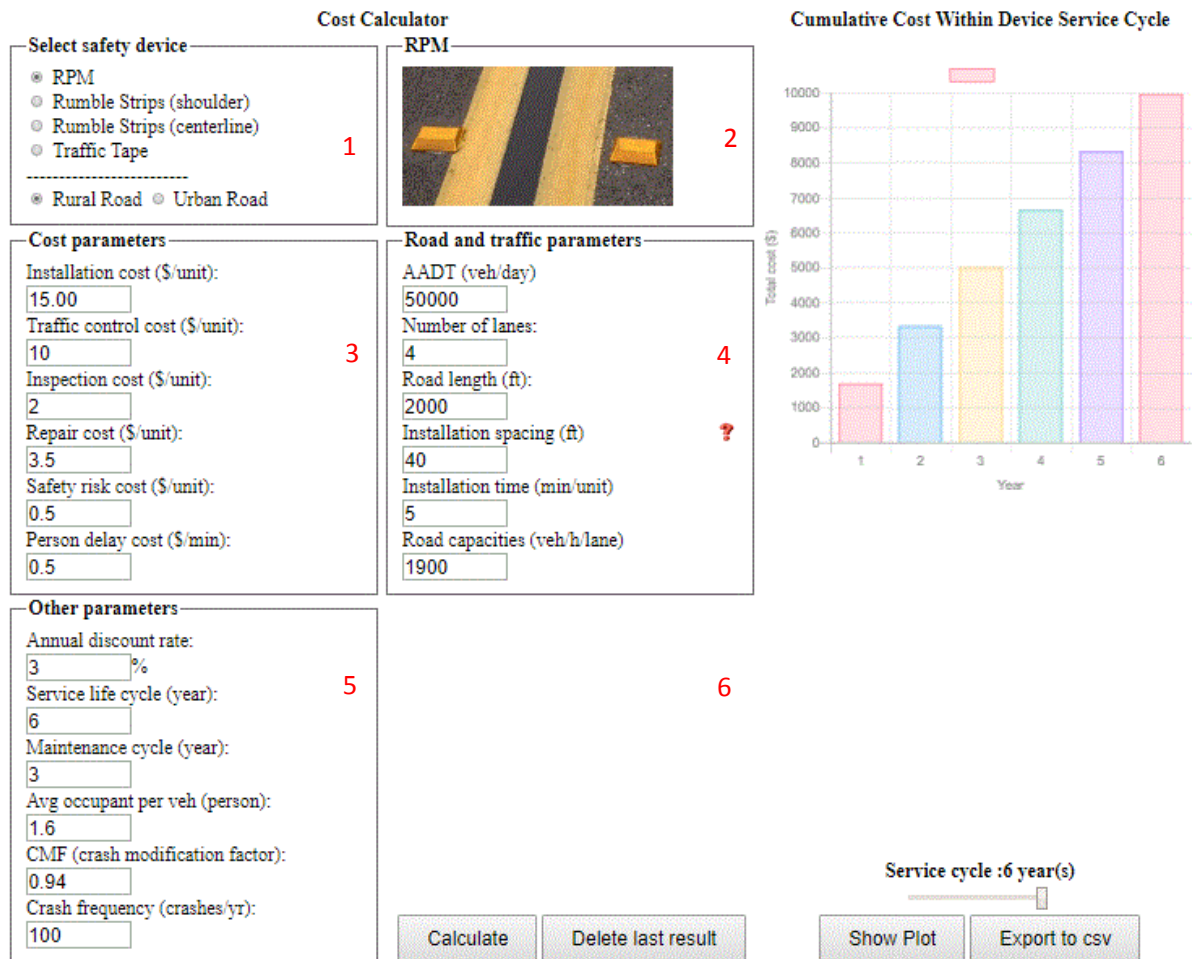 Cost Calculator
Select safety device
RPM
Rumble Strips (shoulder)
Rumble Strips (centerline)
Traffic Tape
1
--------------------------
Rural Road Urban Road
RPM
2
Cost parameters
Installation cost ($/unit):
15.00
Traffic control cost ($/unit):
10
3
Inspection cost ($/unit):
2
Repair cost ($/unit):
3.5
Safety risk cost ($/unit):
0.5
Person delay cost ($/min):
0.5
Road and traffic parameters
AADT (veh/day)
50000
Number of lanes:
4
4
Road length (ft):
2000
Installation spacing (ft) ?
40
Installation time (min/unit)
5
Road capacities (veh/h/lane)
1900
Other parameters
Annual discount rate:
3 %
5
Service life cycle (year):
6
Maintenance cycle (year):
3
Avg occupant per veh (person):
1.6
CMF (crash modification factor):
0.94
Crash frequency (crashes/yr):
100
6
Calculate Delete last result
Cumulative Cost Within Device Service Cycle
10000
9000
8000
7000
6000
5000
4000
3000
2000
1000
0
Total cost ($)
1 2 3 4 5 6
Year
Service cycle :6 year(s)
Show Plot Export to csv